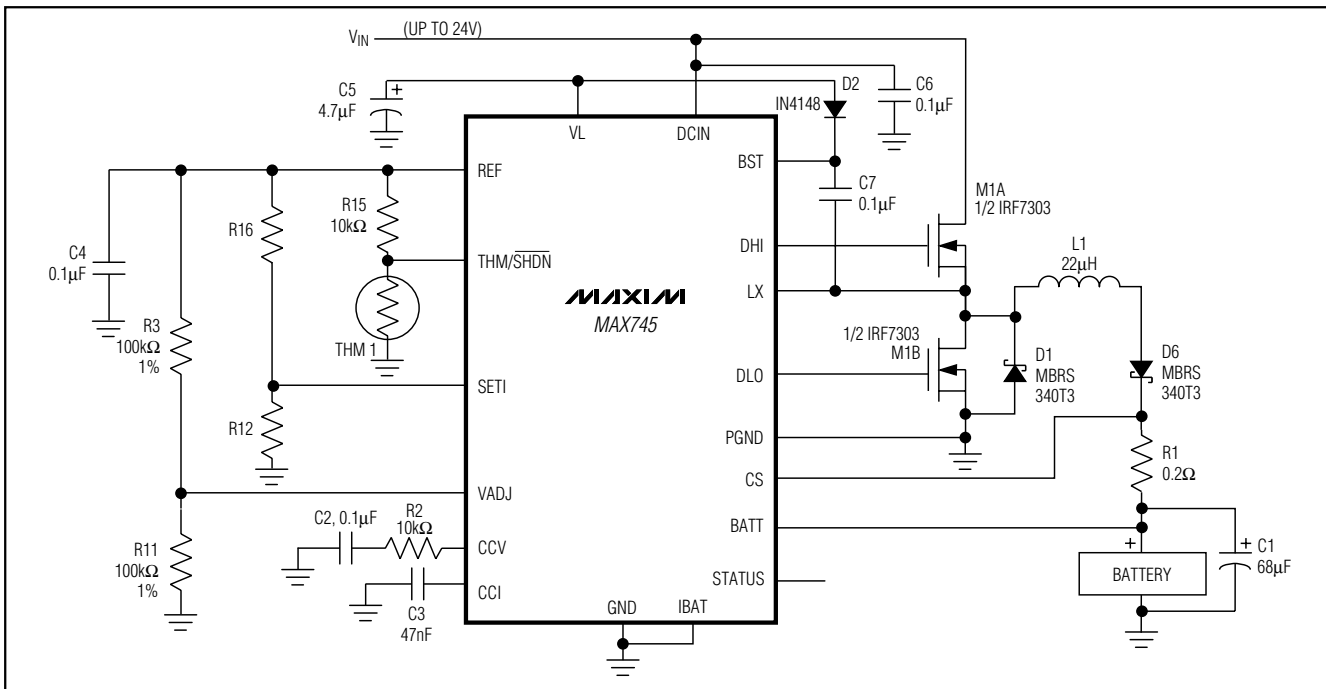 VIN (UP TO 24V)
C5
4.7µF
+
D2
IN4148
C6
0.1µF
VL
DCIN
REF
BST
C7
0.1µF
M1A
1/2 IRF7303
R15
10kΩ
R16
C4
0.1µF
THM/SHDN
DHI
L1
22µH
MAXIM
MAX745
LX
R3
100kΩ
1%
THM 1
1/2 IRF7303
M1B
D1
MBRS
340T3
D6
MBRS
340T3
SETI
DLO
R12
PGND
CS
R1
0.2Ω
VADJ
C2, 0.1µF
R2
10kΩ
BATT
R11
100kΩ
1%
CCV
+
BATTERY
+
C1
68µF
CCI
STATUS
C3
47nF
GND
IBAT